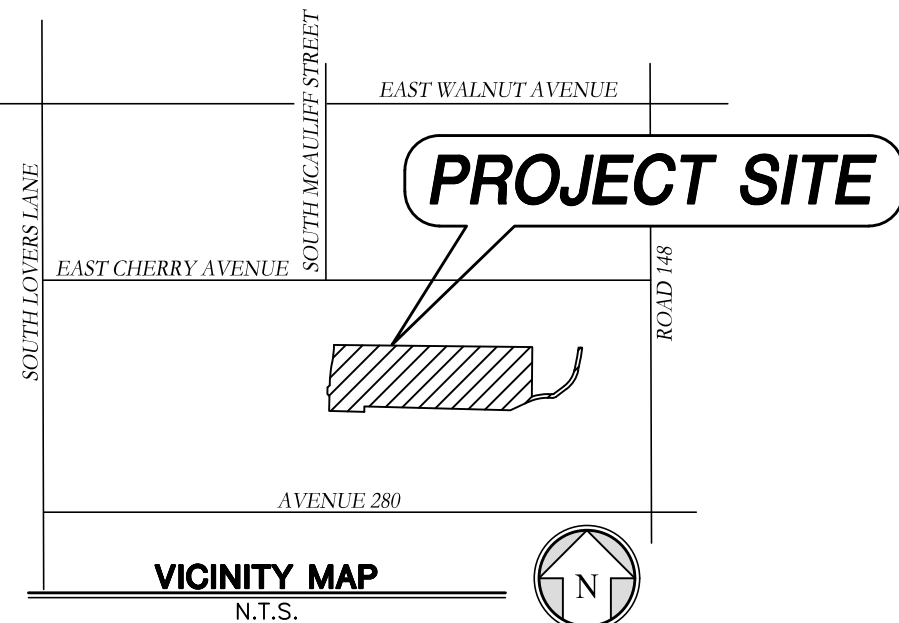 SOUTH MCAULIFF STREET
EAST WALNUT AVENUE
PROJECT SITE
SOUTH LOVERS LANE
EAST CHERRY AVENUE
ROAD 148
AVENUE 280
VICINITY MAP
N.T.S.
N